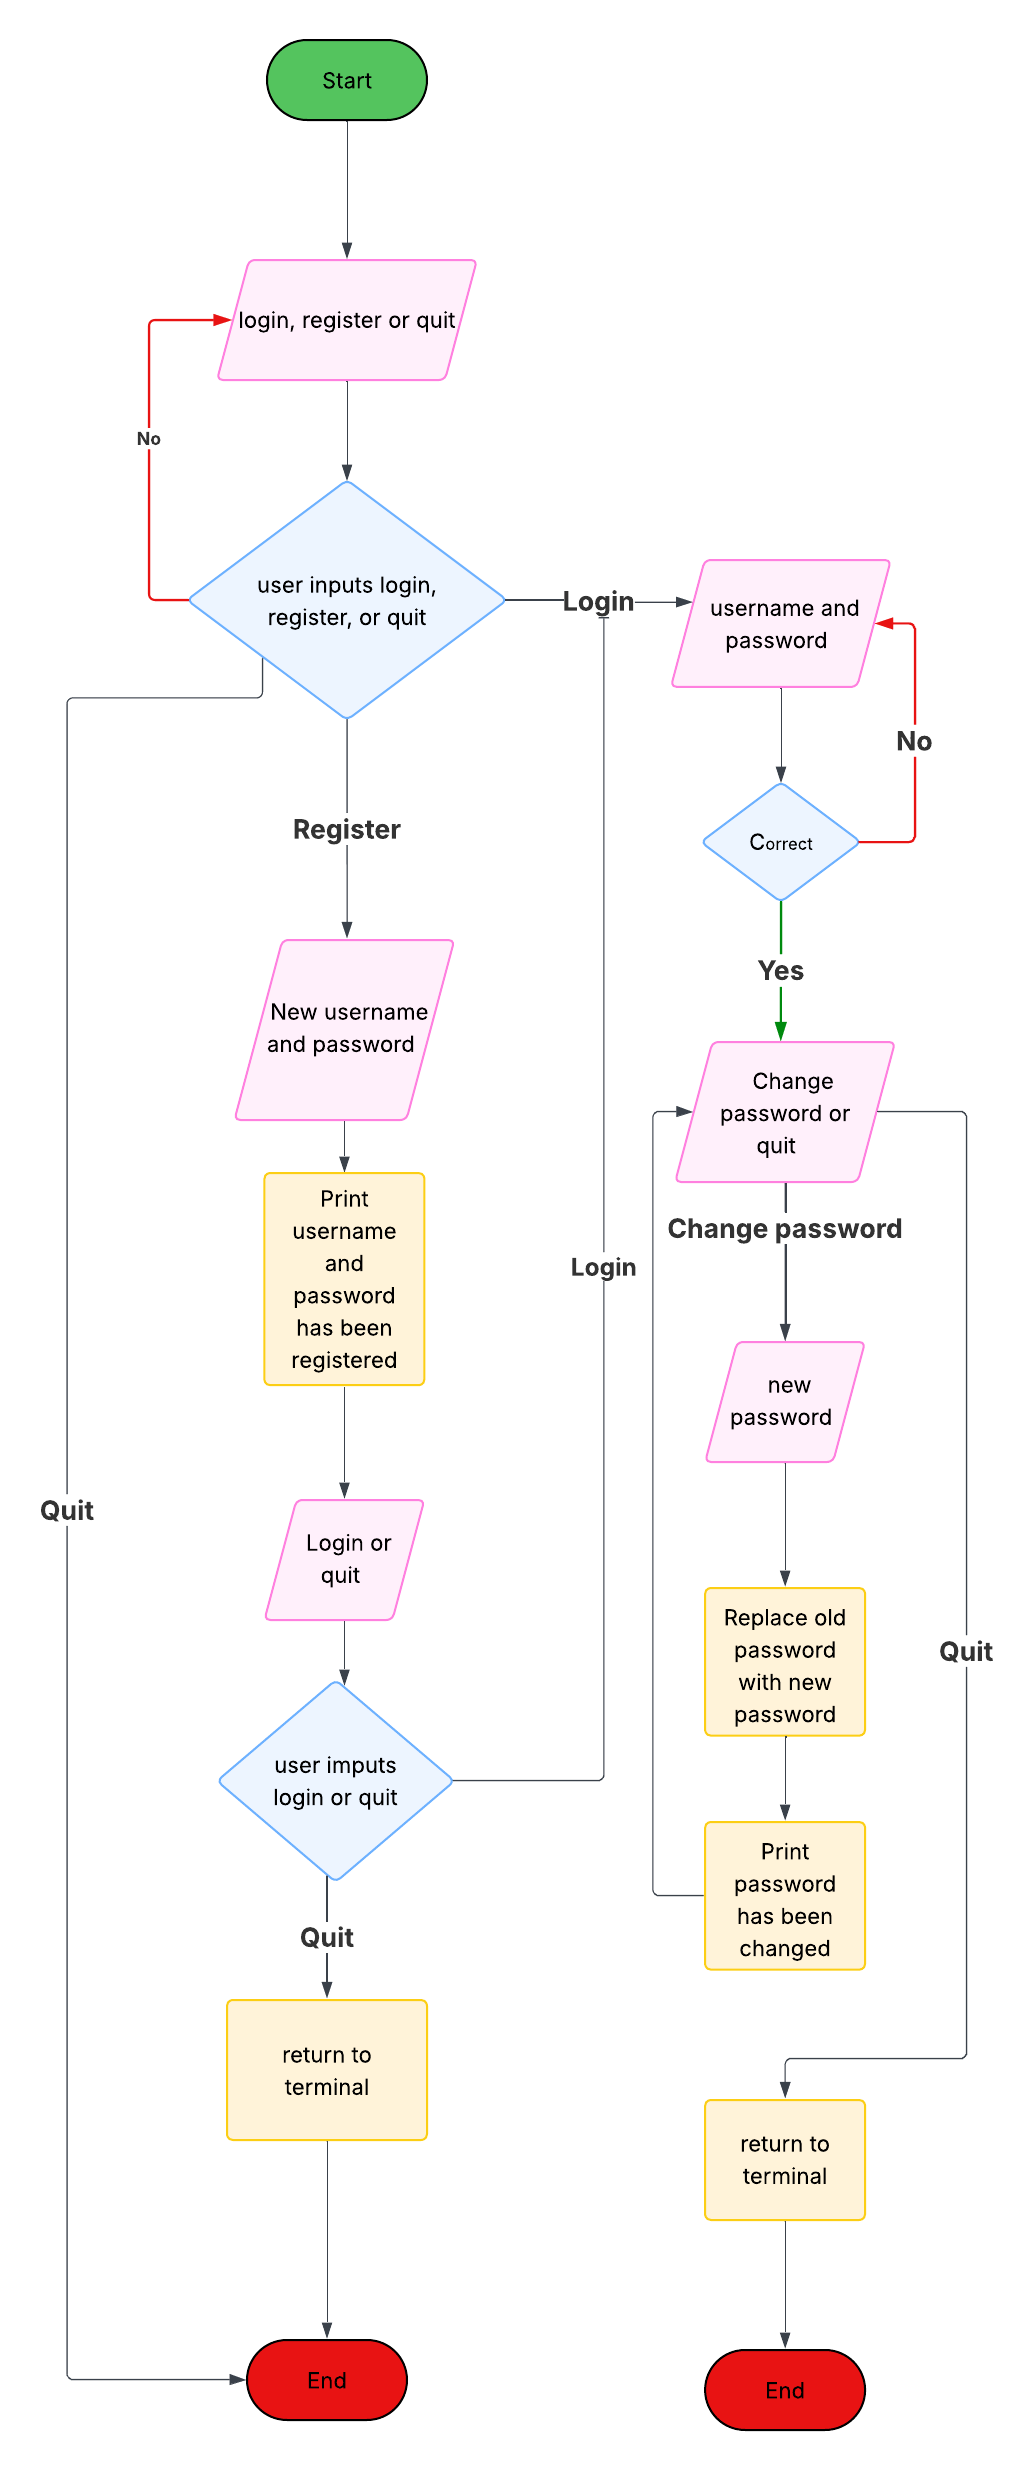 Start
login, register or quit
No
user inputs login,
register, or quit
Login
username and
password
No
Correct
Register
Yes
New username
and password
Change
password or
quit
Print
username
and
password
has been
registered
Change password
Login
new
password
Quit
Login or
quit
Replace old
password
with new
password
Quit
user imputs
login or quit
Print
password
has been
changed
Quit
return to
terminal
return to
terminal
End
End